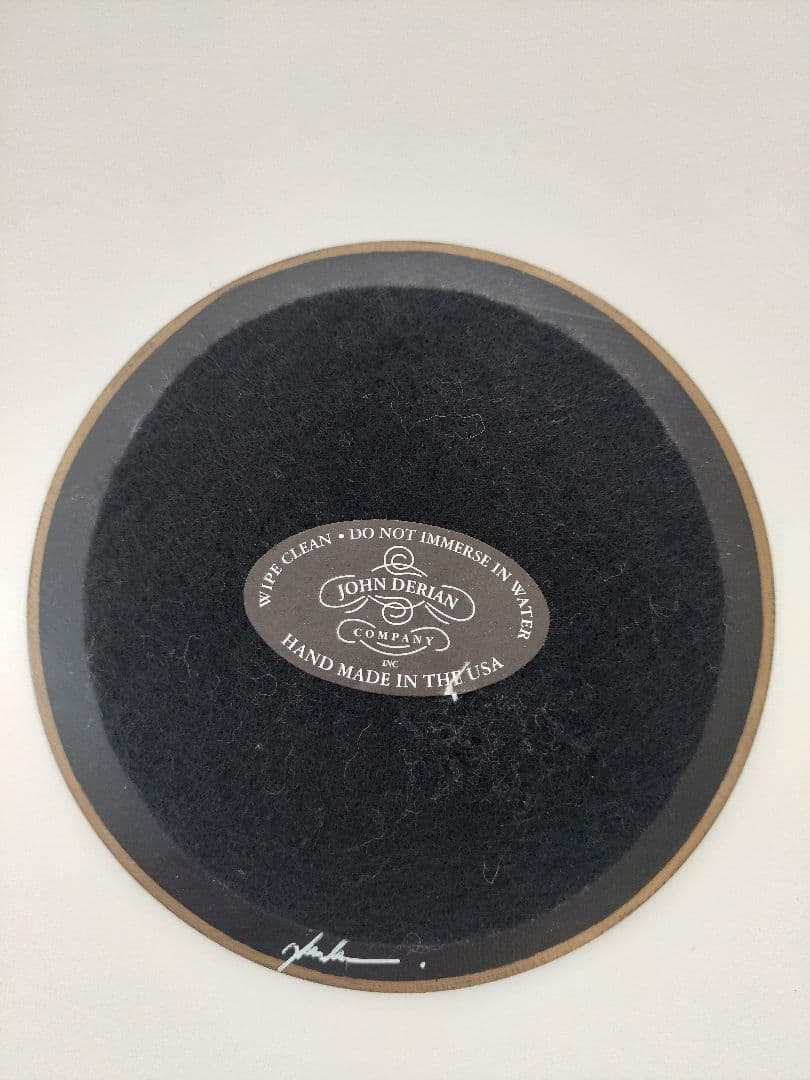 WIPE CLEAN • DO NOT IMMERSE IN WATER
JOHN DERIAN
COMPANY
INC
HAND MADE IN THE USA